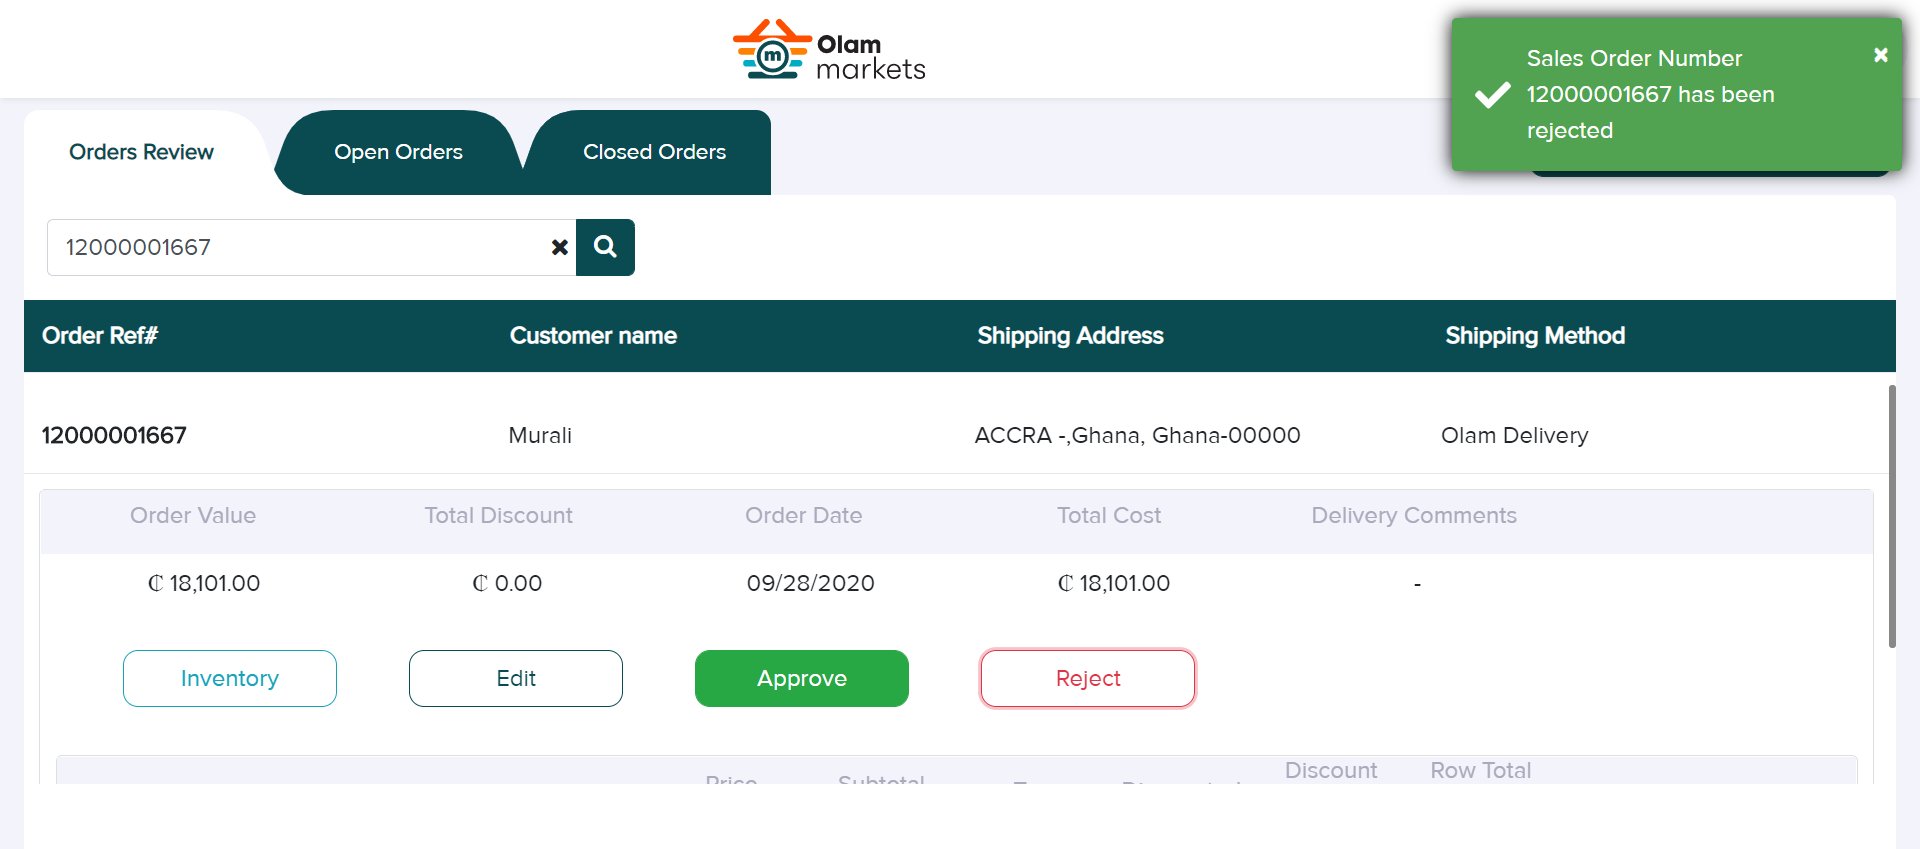 m
Olam
markets
Sales Order Number
12000001667 has been
rejected
Orders Review
Open Orders
Closed Orders
12000001667
Order Ref#
Customer name
Shipping Address
Shipping Method
12000001667
Murali
ACCRA -,Ghana, Ghana-00000
Olam Delivery
Order Value
Total Discount
Order Date
Total Cost
Delivery Comments
₵ 18,101.00
₵ 0.00
09/28/2020
₵ 18,101.00
-
Inventory
Edit
Approve
Reject
Price
Subtotal
Discount
Row Total